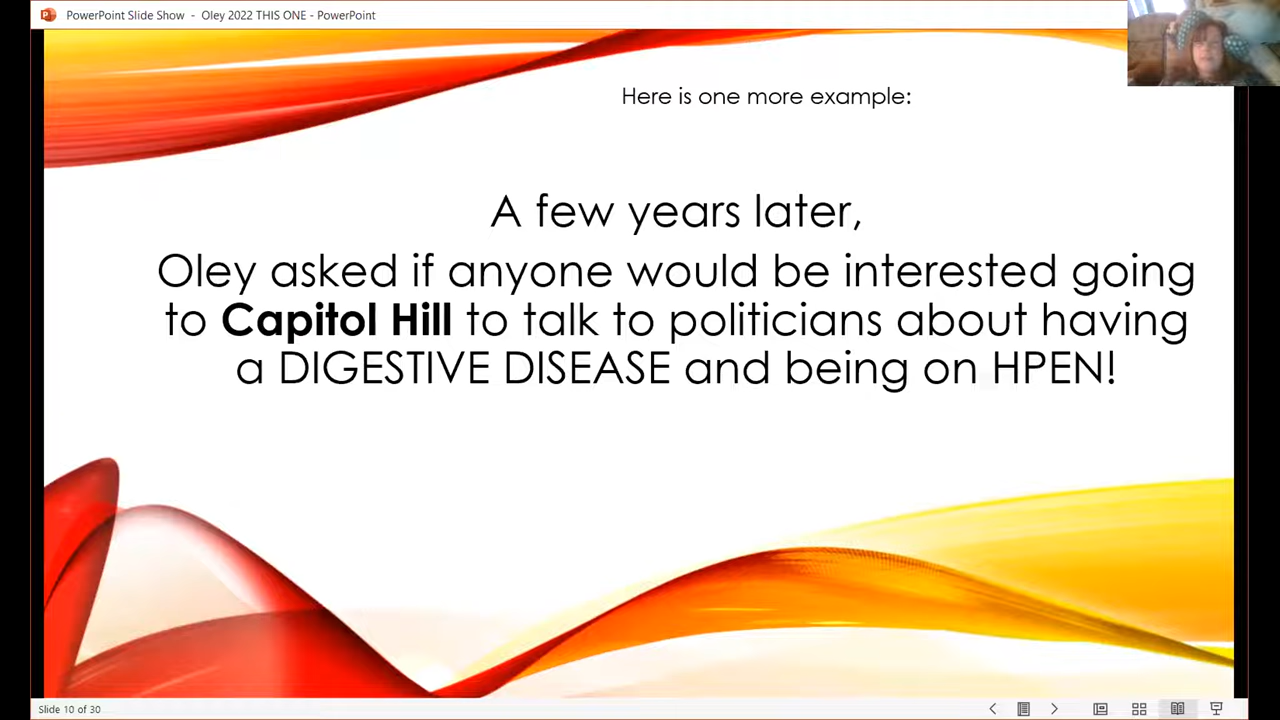 PowerPoint Slide Show - Oley 2022 THIS ONE - PowerPoint
Here is one more example:
A few years later,
Oley asked if anyone would be interested going
to Capitol Hill to talk to politicians about having
a DIGESTIVE DISEASE and being on HPEN!
Slide 10 of 30